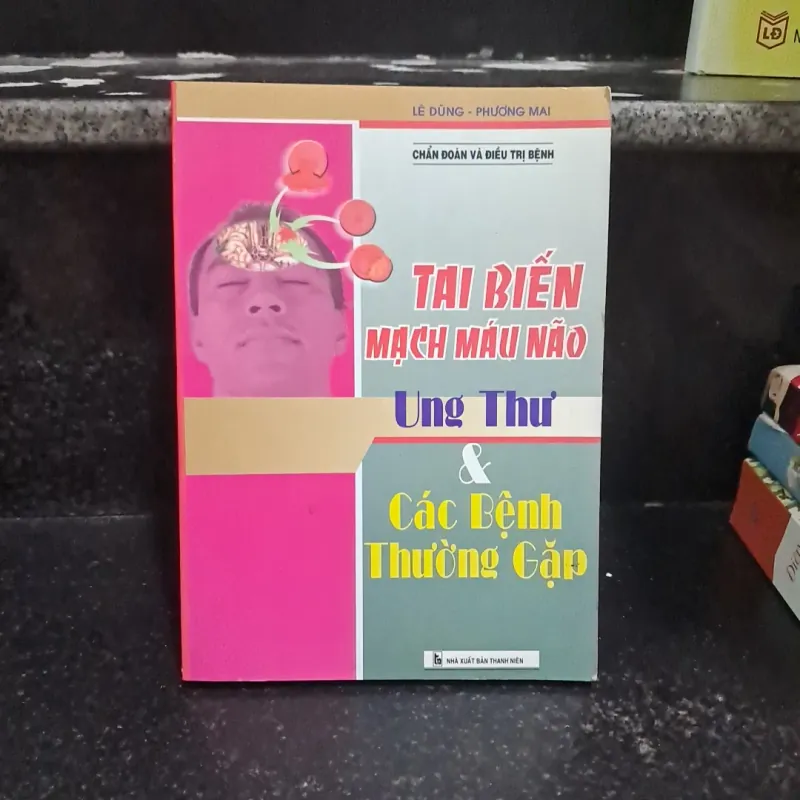 LÊ DŨNG - PHƯƠNG MAI
CHẨN ĐOÁN VÀ ĐIỀU TRỊ BỆNH
TAI BIẾN
MẠCH MÁU NÃO
Ung Thư
&
Các Bệnh
Thường Gặp
NHÀ XUẤT BẢN THANH NIÊN
LĐ